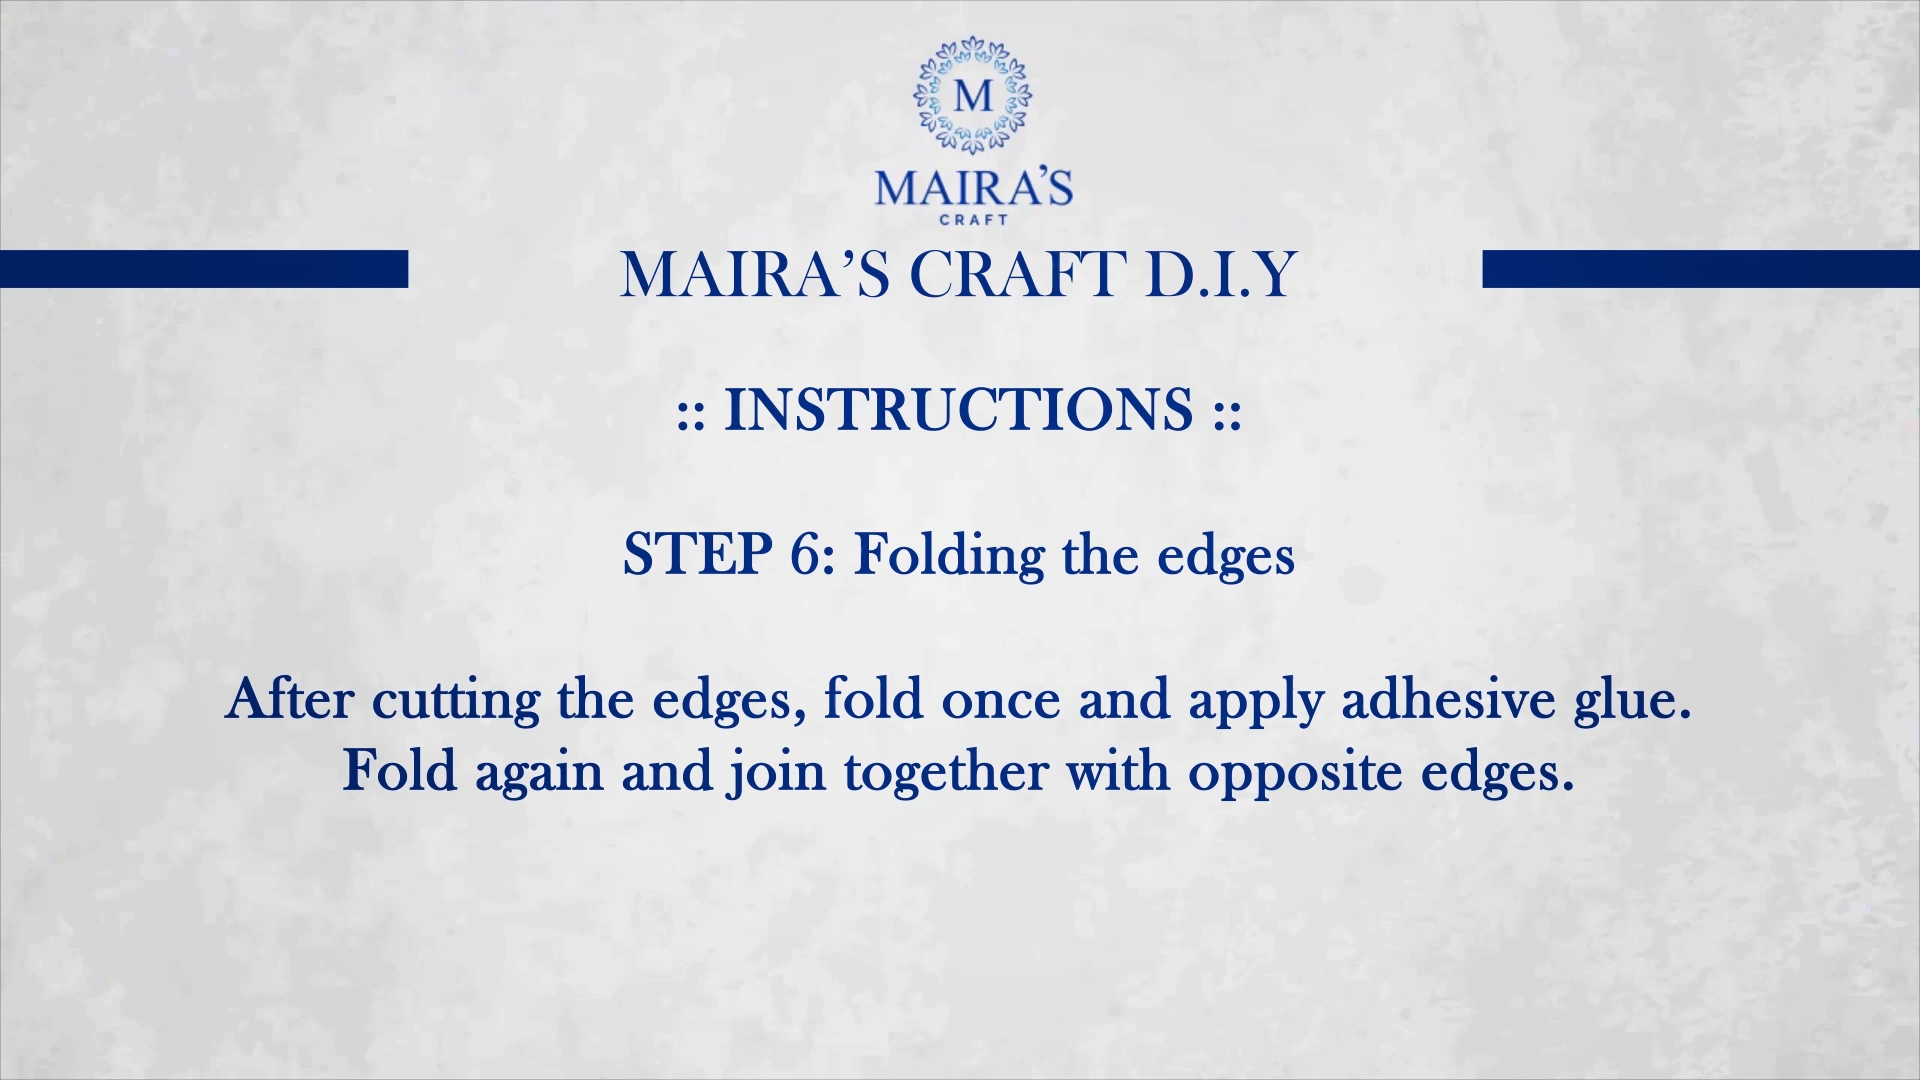 M
MAIRA'S
CRAFT
MAIRA'S CRAFT D.I.Y
:: INSTRUCTIONS ::
STEP 6: Folding the edges
After cutting the edges, fold once and apply adhesive glue.
Fold again and join together with opposite edges.